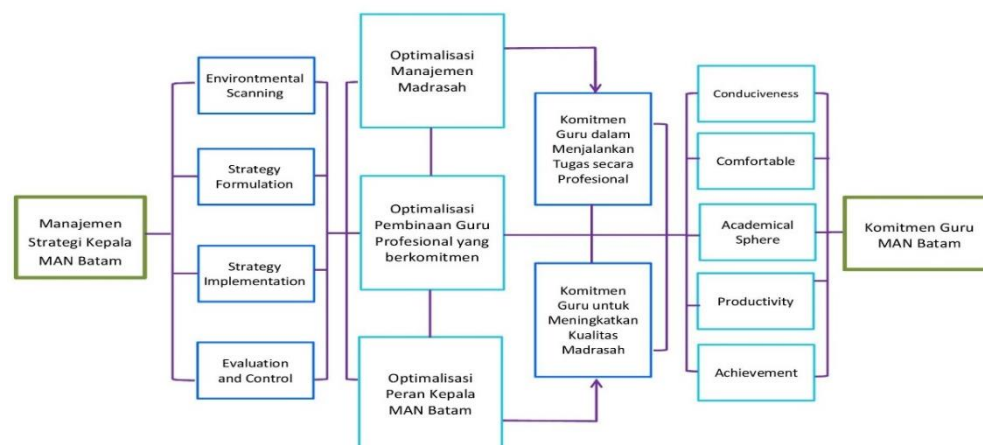 Manajemen
Strategi Kepala
MAN Batam
Environtmental
Scanning
Strategy
Formulation
Strategy
Implementation
Evaluation
and Control
Optimalisasi
Manajemen
Madrasah
Optimalisasi
Pembinaan Guru
Profesional yang
berkomitmen
Optimalisasi
Peran Kepala
MAN Batam
Komitmen
Guru dalam
Menjalankan
Tugas secara
Profesional
Komitmen
Guru untuk
Meningkatkan
Kualitas
Madrasah
Conduciveness
Comfortable
Academical
Sphere
Productivity
Achievement
Komitmen Guru
MAN Batam